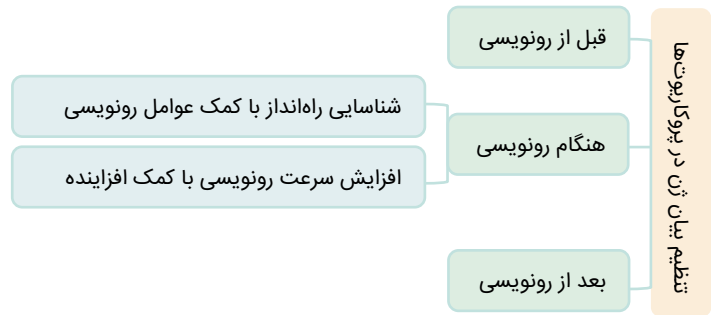 تنظیم بیان ژن در پروکاریوت‌ها
قبل از رونویسی
هنگام رونویسی
شناسایی راه‌انداز با کمک عوامل رونویسی
افزایش سرعت رونویسی با کمک افزاینده
بعد از رونویسی